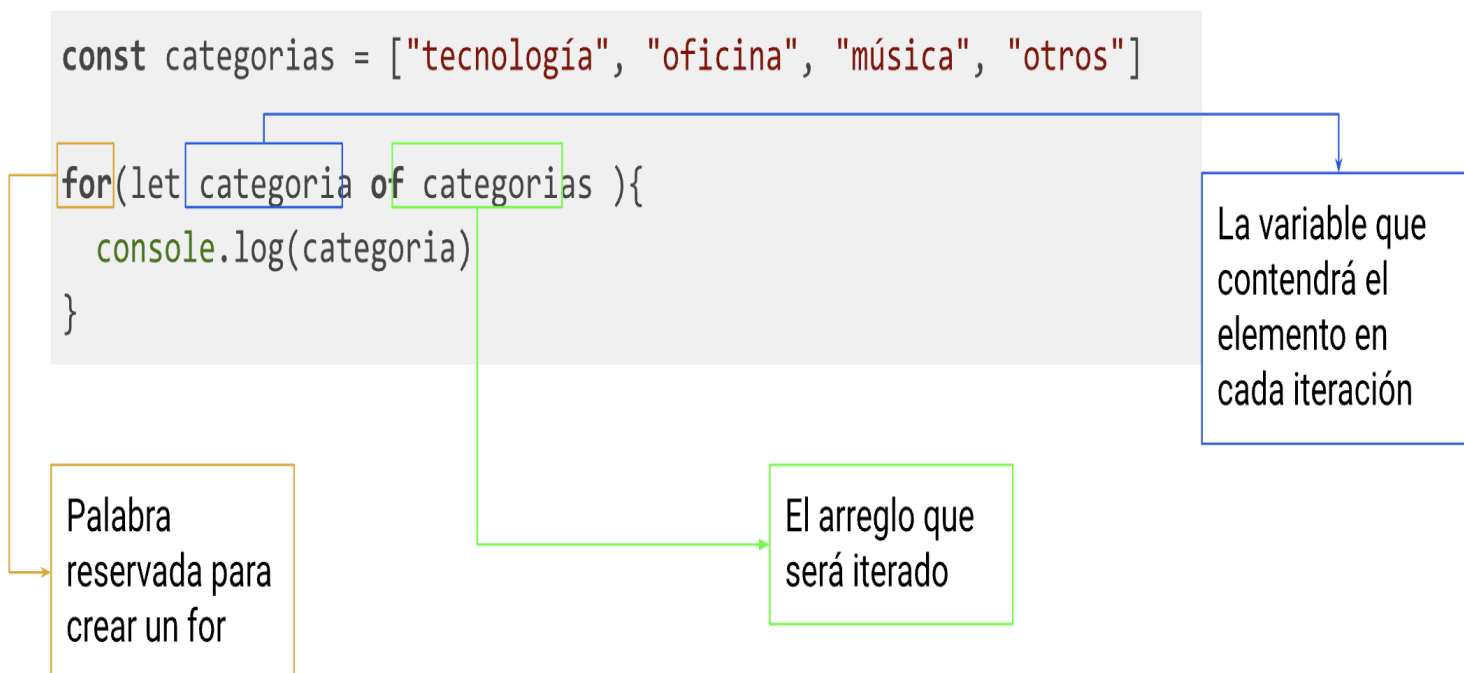 const categorias = ["tecnología", "oficina", "música", "otros"]
for(let categoria of categorias ){
console.log(categoria)
}
La variable que
contendrá el
elemento en
cada iteración
Palabra
reservada para
crear un for
El arreglo que
será iterado